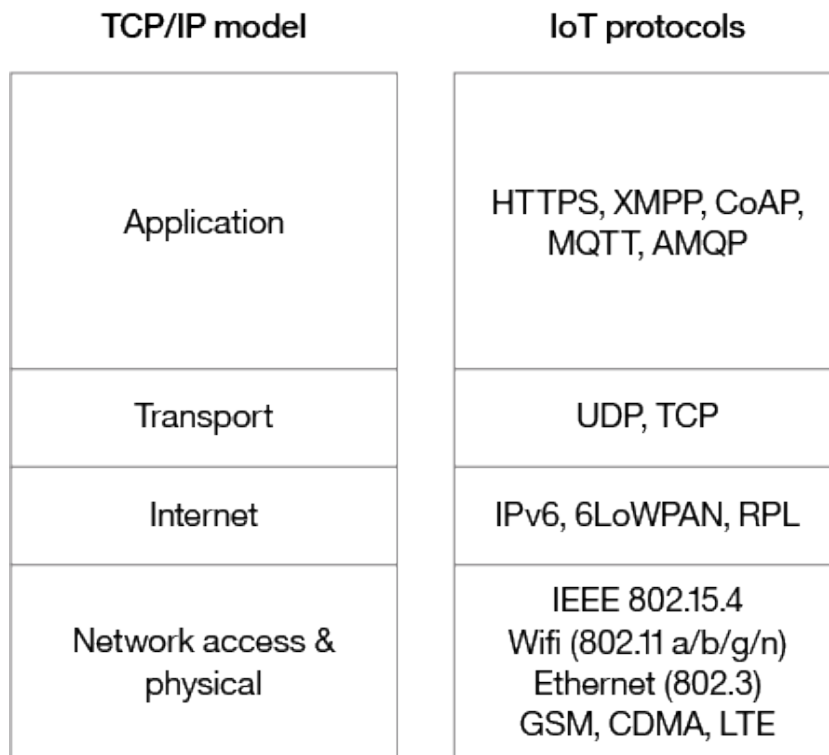 TCP/IP model
IoT protocols
Application
HTTPS, XMPP, CoAP,
MQTT, AMQP
Transport
UDP, TCP
Internet
IPv6, 6LoWPAN, RPL
Network access &
physical
IEEE 802.15.4
Wifi (802.11 a/b/g/n)
Ethernet (802.3)
GSM, CDMA, LTE